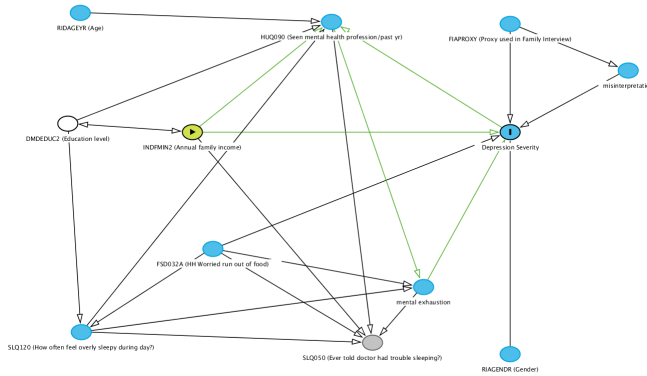 RIDAGEYR (Age)
HUQ090 (Seen mental health profession/past yr)
FIAPROXY (Proxy used in Family Interview)
misinterpretati
DMDEDUC2 (Education level)
INDFMIN2 (Annual family income)
Depression Severity
FSD032A (HH Worried run out of food)
mental exhaustion
SLQ120 (How often feel overly sleepy during day?)
SLQ050 (Ever told doctor had trouble sleeping?)
RIAGENDR (Gender)